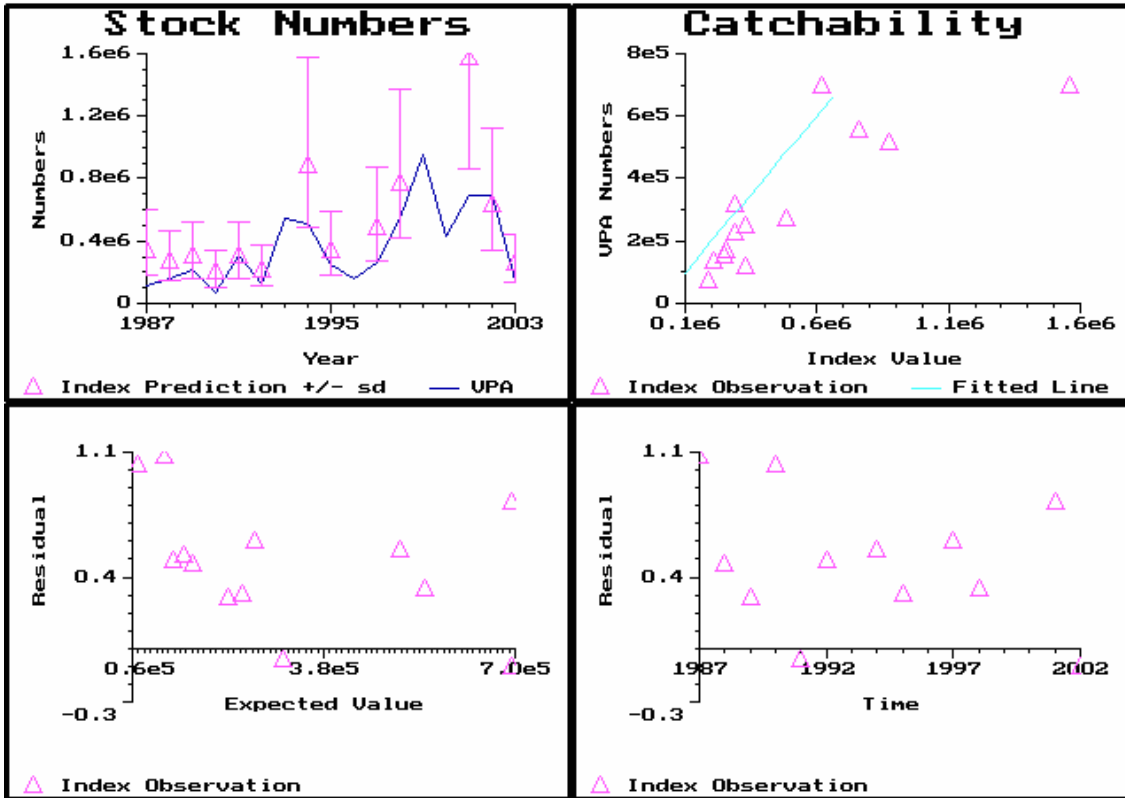 Stock Numbers
1.6e6
1.2e6
0.8e6
0.4e6
0
Numbers
1987 1995 2003
Year
Index Prediction +/- sd VPA
Catchability
8e5
6e5
4e5
2e5
0
VPA Numbers
0.1e6 0.6e6 1.1e6 1.6e6
Index Value
Index Observation Fitted Line
1.1
0.4
-0.3
Residual
0.6e5 3.8e5 7.0e5
Expected Value
Index Observation
1.1
0.4
-0.3
Residual
1987 1992 1997 2002
Time
Index Observation